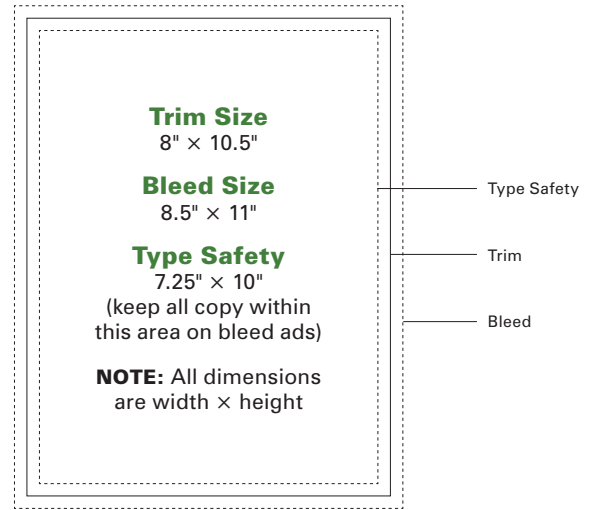 Trim Size
8" × 10.5"
Bleed Size
8.5" × 11"
Type Safety
7.25" × 10"
(keep all copy within
this area on bleed ads)
NOTE: All dimensions
are width × height
Type Safety
Trim
Bleed